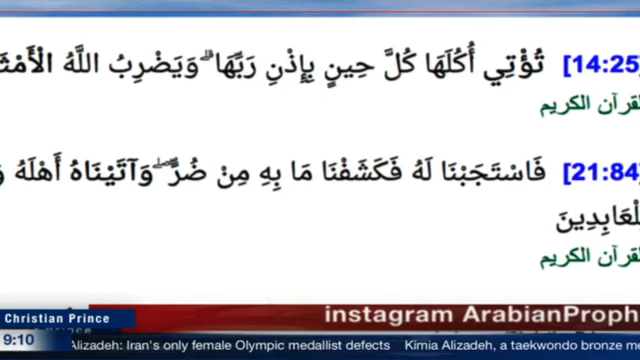 [14:25] تُؤْتِي أُكُلَهَا كُلَّ حِينٍ بِإِذْنِ رَبِّهَا ۗ وَيَضْرِبُ اللَّهُ
القرآن الكريم
[21:84] فَاسْتَجَبْنَا لَهُ فَكَشَفْنَا مَا بِهِ مِنْ ضُرٍّ ۖ وَآتَيْنَاهُ أَهْلَهُ
لِلْعَابِدِينَ
القرآن الكريم
Christian Prince
instagram ArabianProph
9:10 Alizadeh: Iran's only female Olympic medallist defects Kimia Alizadeh, a taekwondo bronze me